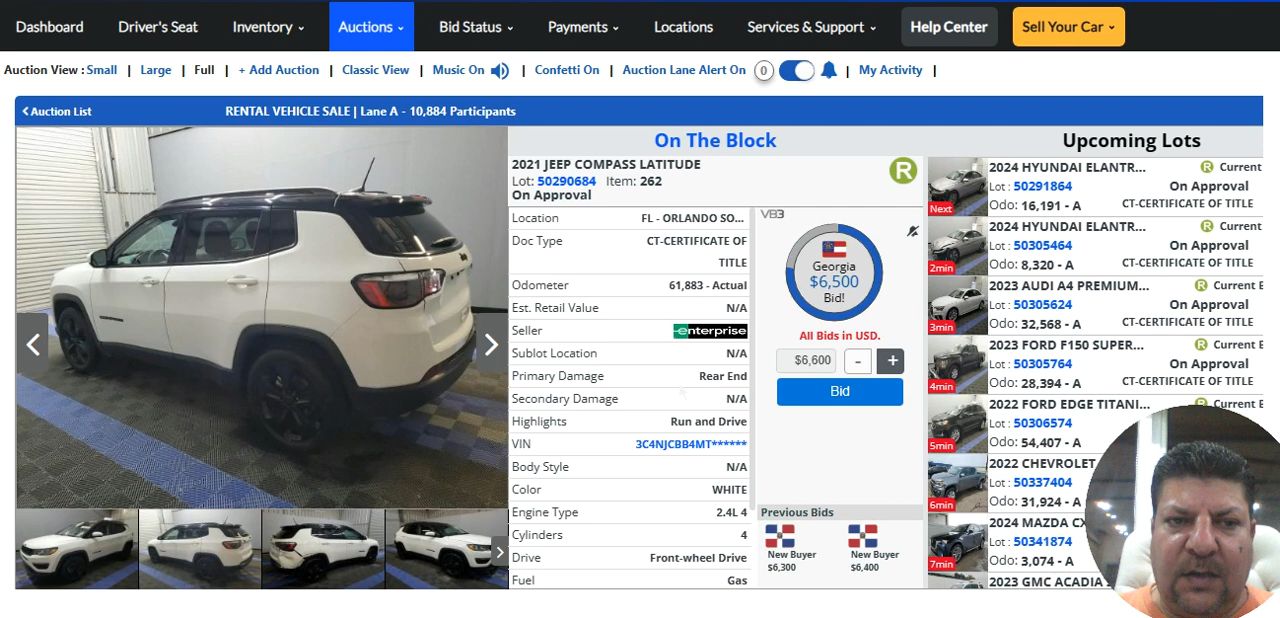 Dashboard Driver's Seat Inventory Auctions Bid Status Payments Locations Services & Support Help Center Sell Your Car
Auction View : Small | Large | Full | + Add Auction | Classic View | Music On | Confetti On | Auction Lane Alert On 0 | My Activity |
Auction List RENTAL VEHICLE SALE | Lane A - 10,884 Participants
On The Block
2021 JEEP COMPASS LATITUDE
Lot: 50290684 Item: 262
On Approval
R
Location FL - ORLANDO SO...
Doc Type CT-CERTIFICATE OF
TITLE
Odometer 61,883 - Actual
Est. Retail Value N/A
Seller enterprise
Sublot Location N/A
Primary Damage Rear End
Secondary Damage N/A
Highlights Run and Drive
VIN 3C4NJCBB4MT******
Body Style N/A
Color WHITE
Engine Type 2.4L 4
Cylinders 4
Drive Front-wheel Drive
Fuel Gas
VB3
Georgia
$6,500
Bid!
All Bids in USD.
$6,600 - +
Bid
Previous Bids
New Buyer New Buyer
$6,300 $6,400
Upcoming Lots
2024 HYUNDAI ELANTR... R Current
Lot : 50291864 On Approval
Next Odo: 16,191 - A CT-CERTIFICATE OF TITLE
2024 HYUNDAI ELANTR... R Current
Lot : 50305464 On Approval
2min Odo: 8,320 - A CT-CERTIFICATE OF TITLE
2023 AUDI A4 PREMIUM... R Current E
Lot : 50305624 On Approval
3min Odo: 32,568 - A CT-CERTIFICATE OF TITLE
2023 FORD F150 SUPER... R Current E
Lot : 50305764 On Approval
4min Odo: 28,394 - A CT-CERTIFICATE OF TITLE
2022 FORD EDGE TITANI... R Current E
Lot : 50306574
5min Odo: 54,407 - A
2022 CHEVROLET
Lot : 50337404
6min Odo: 31,924 - A
2024 MAZDA CX
Lot : 50341874
7min Odo: 3,074 - A
2023 GMC ACADIA